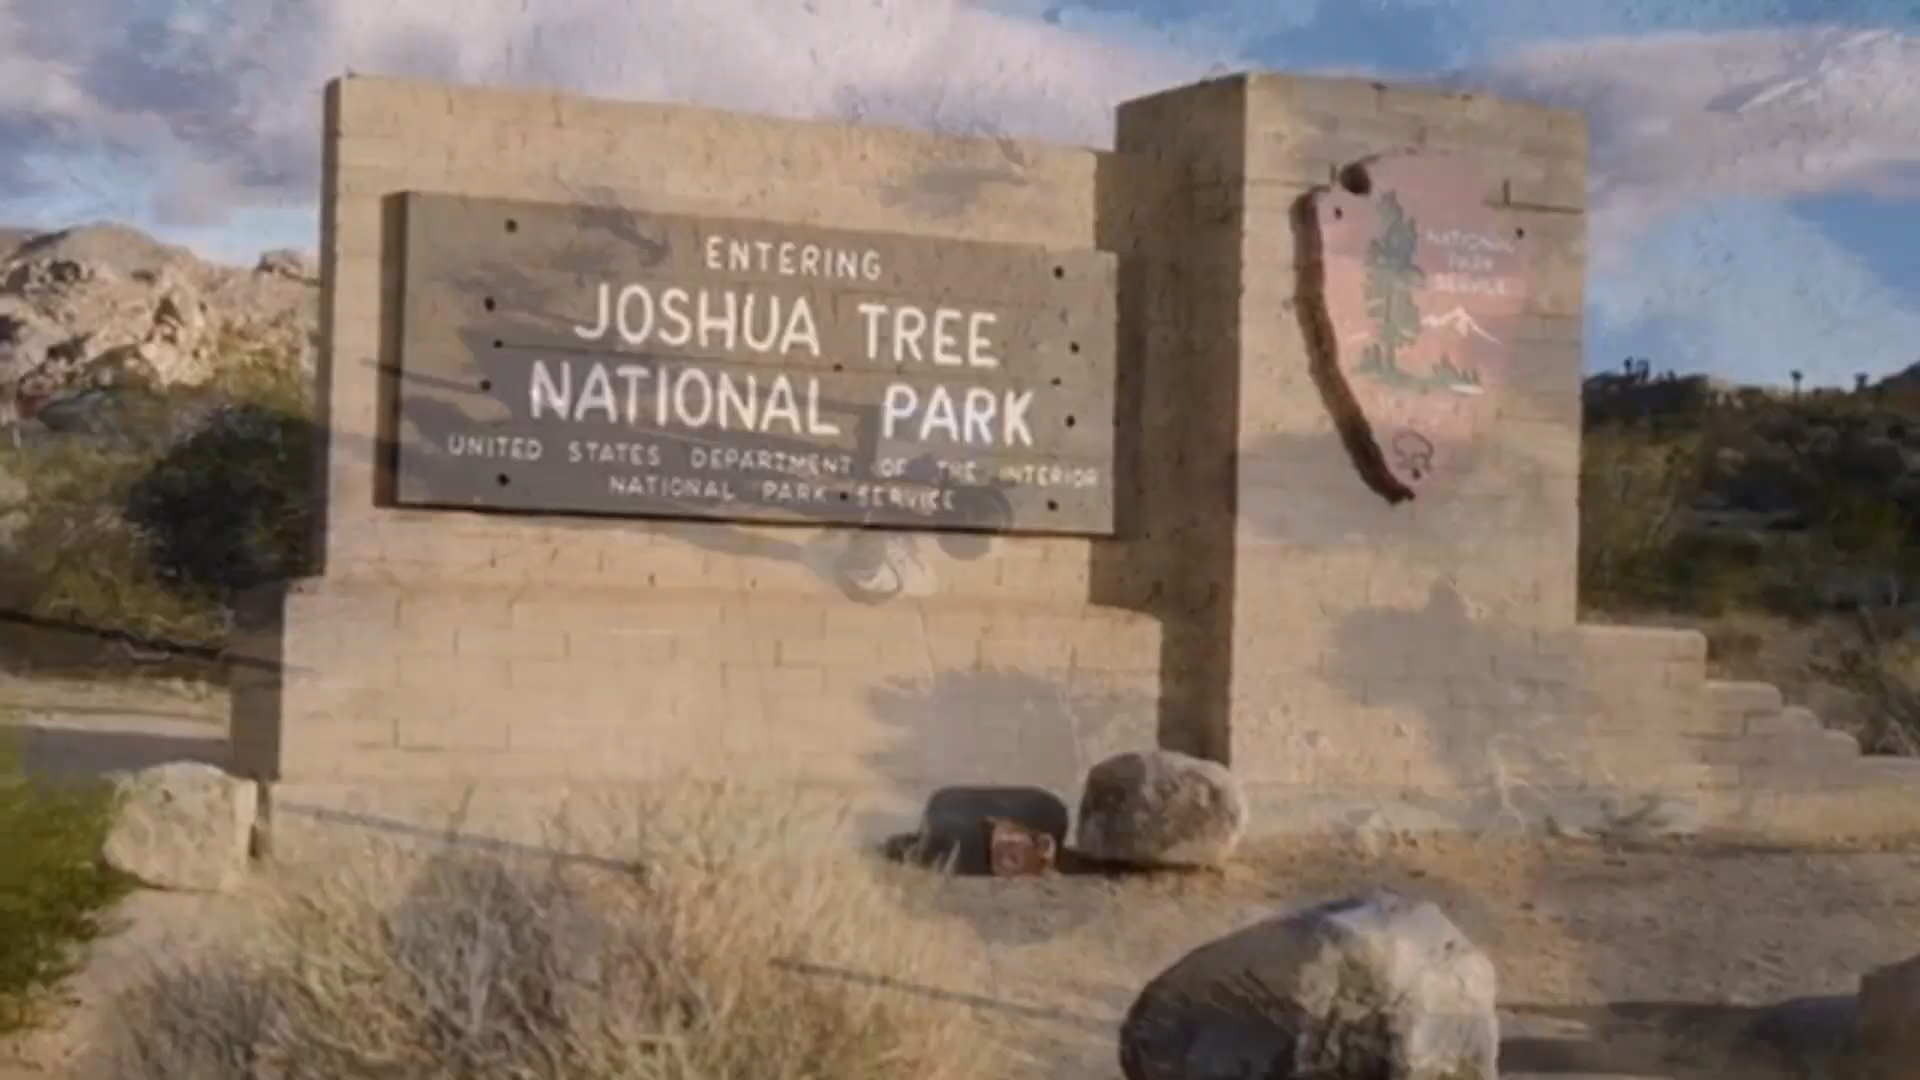 ENTERING
JOSHUA TREE
NATIONAL PARK
UNITED STATES DEPARTMENT OF THE INTERIOR
NATIONAL PARK SERVICE
NATIONAL
PARK
SERVICE